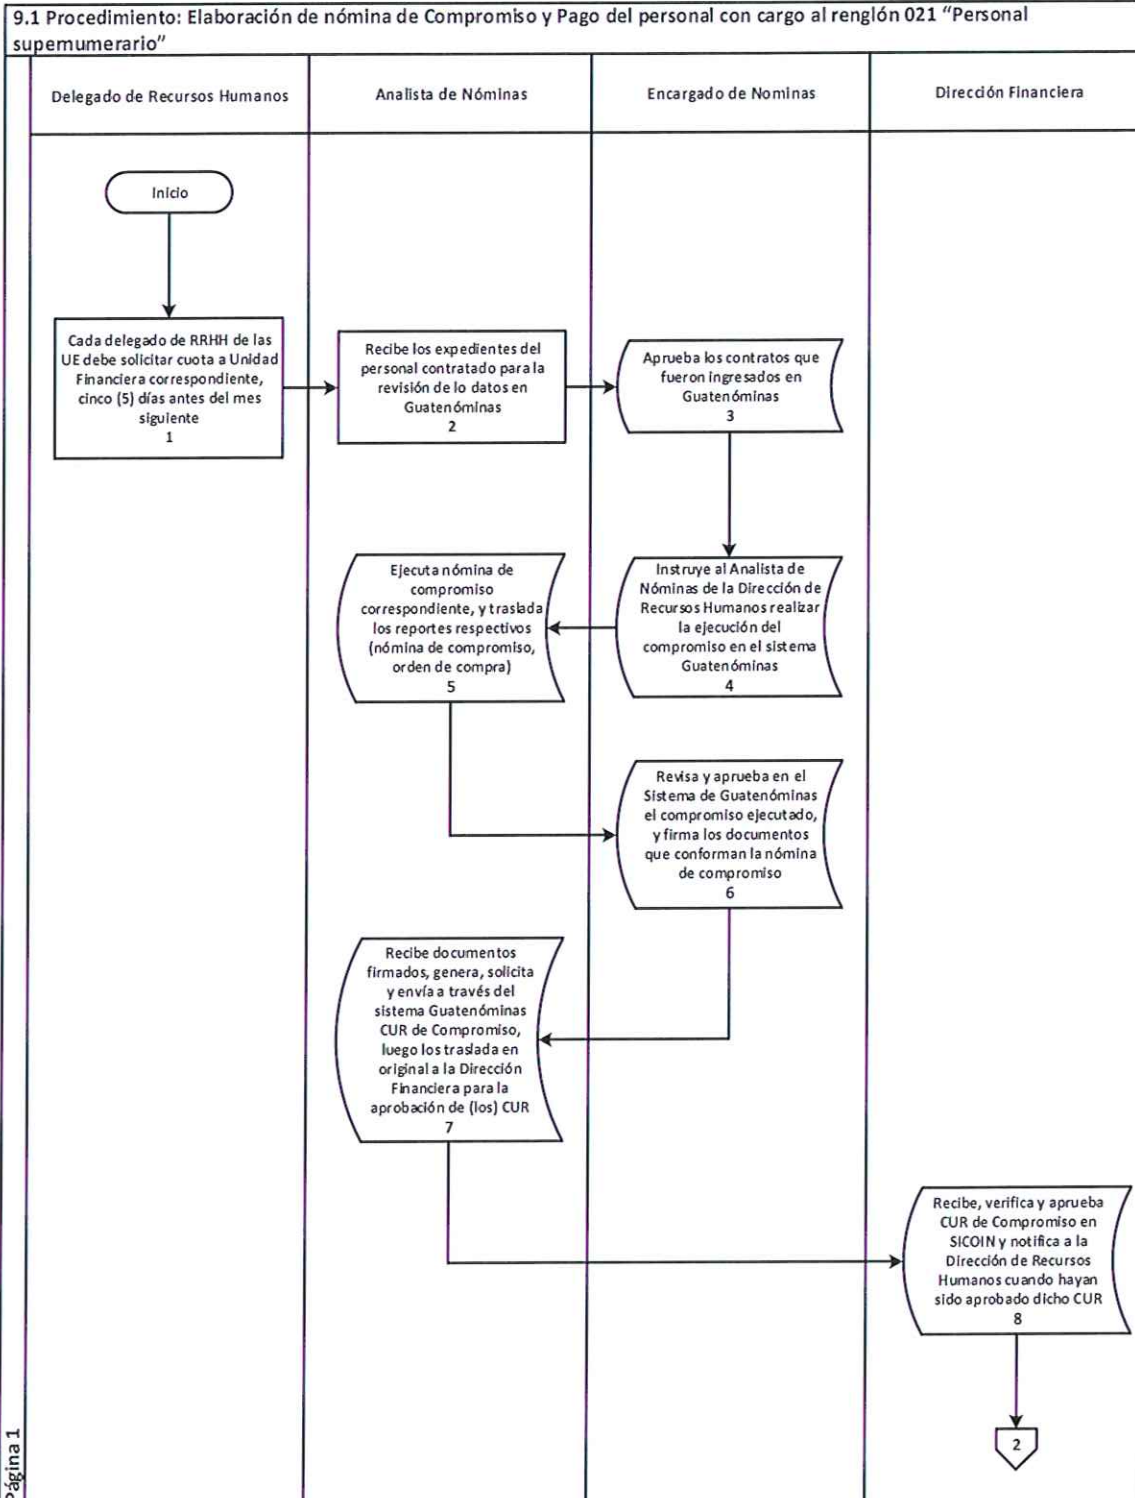 9.1 Procedimiento: Elaboración de nómina de Compromiso y Pago del personal con cargo al renglón 021 “Personal
supernumerario”
Delegado de Recursos Humanos
Analista de Nóminas
Encargado de Nominas
Dirección Financiera
Inicio
Cada delegado de RRHH de las
UE debe solicitar cuota a Unidad
Financiera correspondiente,
cinco (5) días antes del mes
siguiente
1
Recibe los expedientes del
personal contratado para la
revisión de lo datos en
Guatenóminas
2
Aprueba los contratos que
fueron ingresados en
Guatenóminas
3
Instruye al Analista de
Nóminas de la Dirección de
Recursos Humanos realizar
la ejecución del
compromiso en el sistema
Guatenóminas
4
Ejecuta nómina de
compromiso
correspondiente, y traslada
los reportes respectivos
(nómina de compromiso,
orden de compra)
5
Revisa y aprueba en el
Sistema de Guatenóminas
el compromiso ejecutado,
y firma los documentos
que conforman la nómina
de compromiso
6
Recibe documentos
firmados, genera, solicita
y envía a través del
sistema Guatenóminas
CUR de Compromiso,
luego los traslada en
original a la Dirección
Financiera para la
aprobación de (los) CUR
7
Recibe, verifica y aprueba
CUR de Compromiso en
SICOIN y notifica a la
Dirección de Recursos
Humanos cuando hayan
sido aprobado dicho CUR
8
2
Página 1